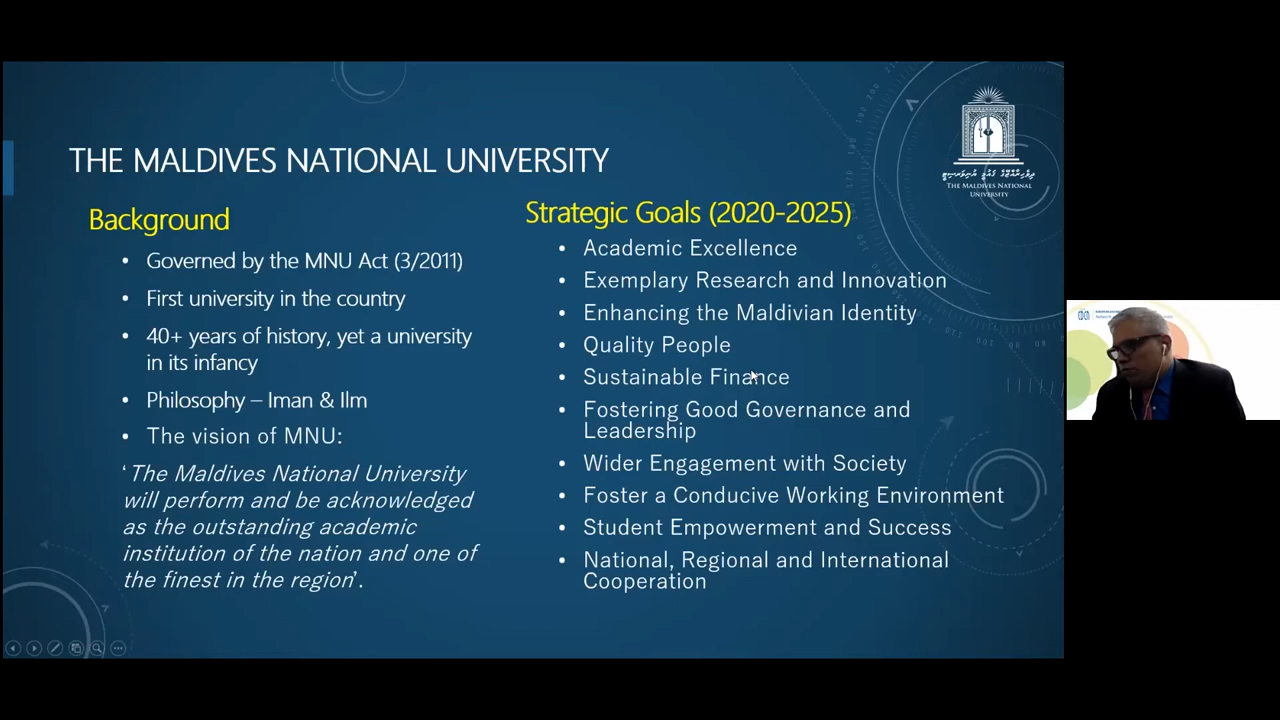 THE MALDIVES NATIONAL UNIVERSITY
Background
• Governed by the MNU Act (3/2011)
• First university in the country
• 40+ years of history, yet a university
in its infancy
• Philosophy – Iman & Ilm
• The vision of MNU:
‘The Maldives National University
will perform and be acknowledged
as the outstanding academic
institution of the nation and one of
the finest in the region’.
Strategic Goals (2020-2025)
• Academic Excellence
• Exemplary Research and Innovation
• Enhancing the Maldivian Identity
• Quality People
• Sustainable Finance
• Fostering Good Governance and
Leadership
• Wider Engagement with Society
• Foster a Conducive Working Environment
• Student Empowerment and Success
• National, Regional and International
Cooperation
ދިވެހިރާއްޖޭގެ ޤައުމީ ޔުނިވަރސިޓީ
THE MALDIVES NATIONAL
UNIVERSITY